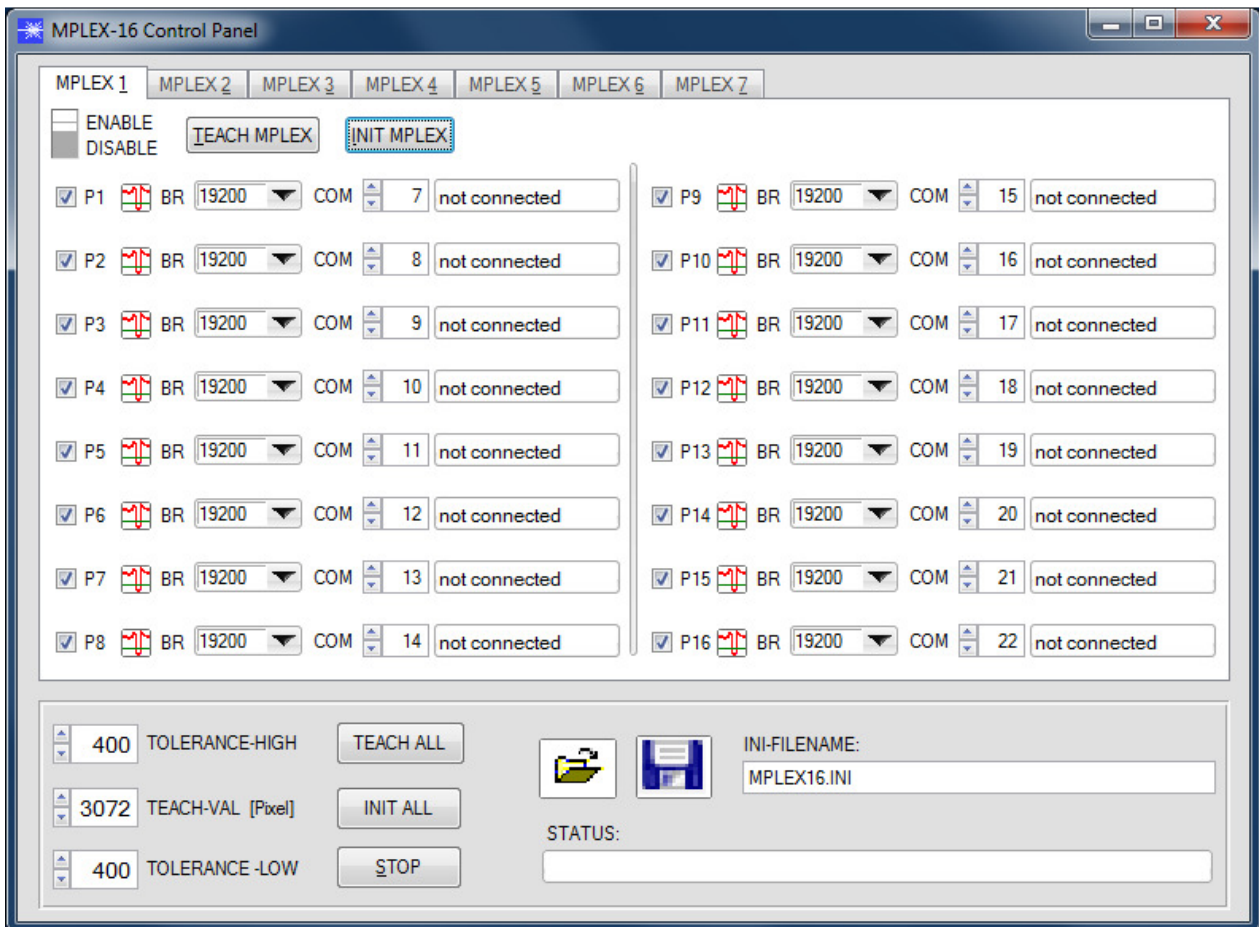 MPLEX-16 Control Panel
MPLEX 1 MPLEX 2 MPLEX 3 MPLEX 4 MPLEX 5 MPLEX 6 MPLEX 7
ENABLE
DISABLE
TEACH MPLEX INIT MPLEX
P1 BR 19200 COM 7 not connected
P2 BR 19200 COM 8 not connected
P3 BR 19200 COM 9 not connected
P4 BR 19200 COM 10 not connected
P5 BR 19200 COM 11 not connected
P6 BR 19200 COM 12 not connected
P7 BR 19200 COM 13 not connected
P8 BR 19200 COM 14 not connected
P9 BR 19200 COM 15 not connected
P10 BR 19200 COM 16 not connected
P11 BR 19200 COM 17 not connected
P12 BR 19200 COM 18 not connected
P13 BR 19200 COM 19 not connected
P14 BR 19200 COM 20 not connected
P15 BR 19200 COM 21 not connected
P16 BR 19200 COM 22 not connected
400 TOLERANCE-HIGH TEACH ALL
3072 TEACH-VAL [Pixel] INIT ALL
400 TOLERANCE -LOW STOP
INI-FILENAME:
MPLEX16.INI
STATUS: